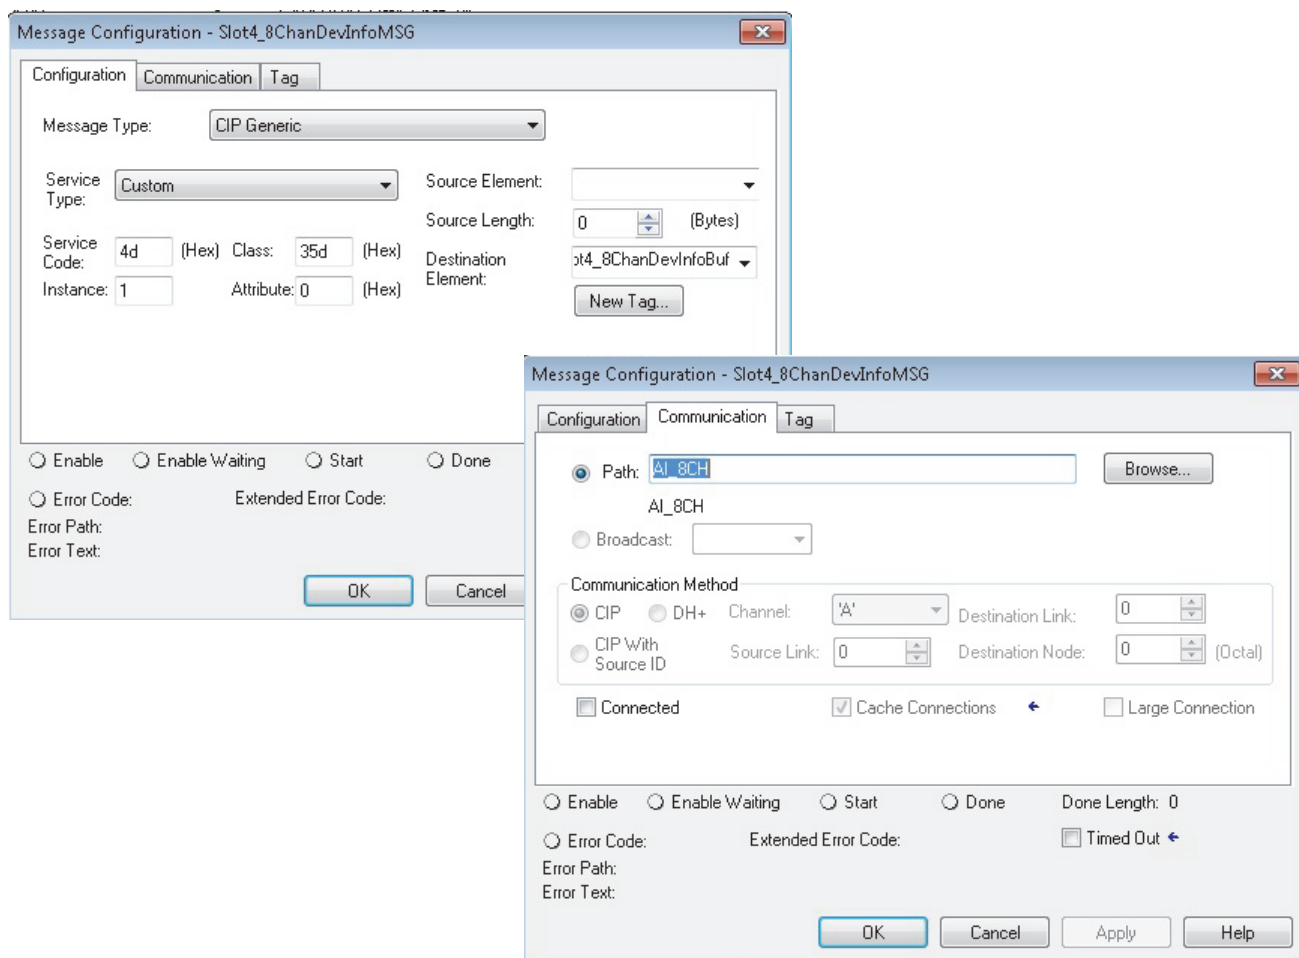 Message Configuration - Slot4_8ChanDevInfoMSG
Configuration Communication Tag
Message Type: CIP Generic
Service Type: Custom
Source Element:
Source Length: 0 (Bytes)
Service Code: 4d (Hex) Class: 35d (Hex)
Destination Element: ot4_8ChanDevInfoBuf
Instance: 1 Attribute: 0 (Hex)
New Tag...
Enable Enable Waiting Start Done
Error Code: Extended Error Code:
Error Path:
Error Text:
OK Cancel
Message Configuration - Slot4_8ChanDevInfoMSG
Configuration Communication Tag
Path: AI_8CH Browse...
AI_8CH
Broadcast:
Communication Method
CIP DH+ Channel: 'A' Destination Link: 0
CIP With Source ID Source Link: 0 Destination Node: 0 (Octal)
Connected Cache Connections Large Connection
Enable Enable Waiting Start Done Done Length: 0
Error Code: Extended Error Code: Timed Out
Error Path:
Error Text:
OK Cancel Apply Help